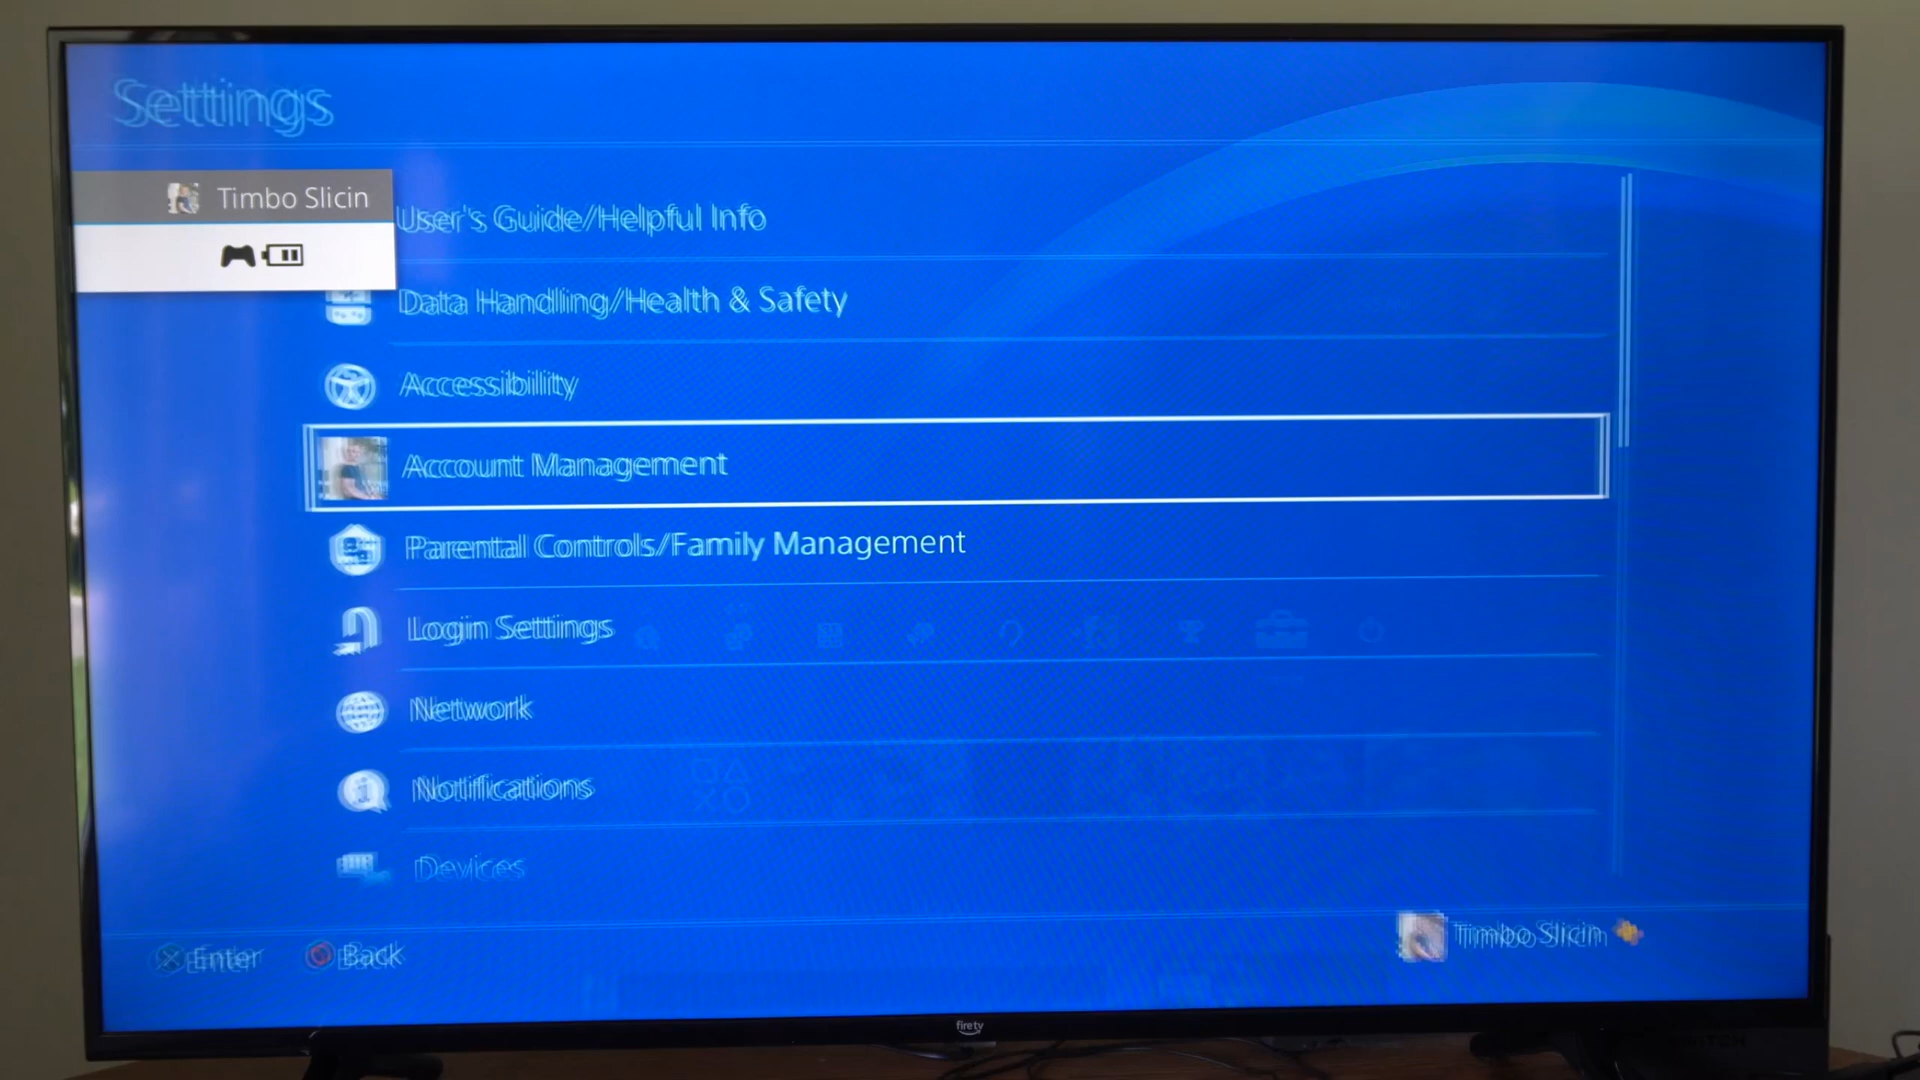 Settings
Timbo Slicin
User's Guide/Helpful Info
Data Handling/Health & Safety
Accessibility
Account Management
Parental Controls/Family Management
Login Settings
Network
Notifications
Devices
Enter
Back
Timbo Slicin
firetv